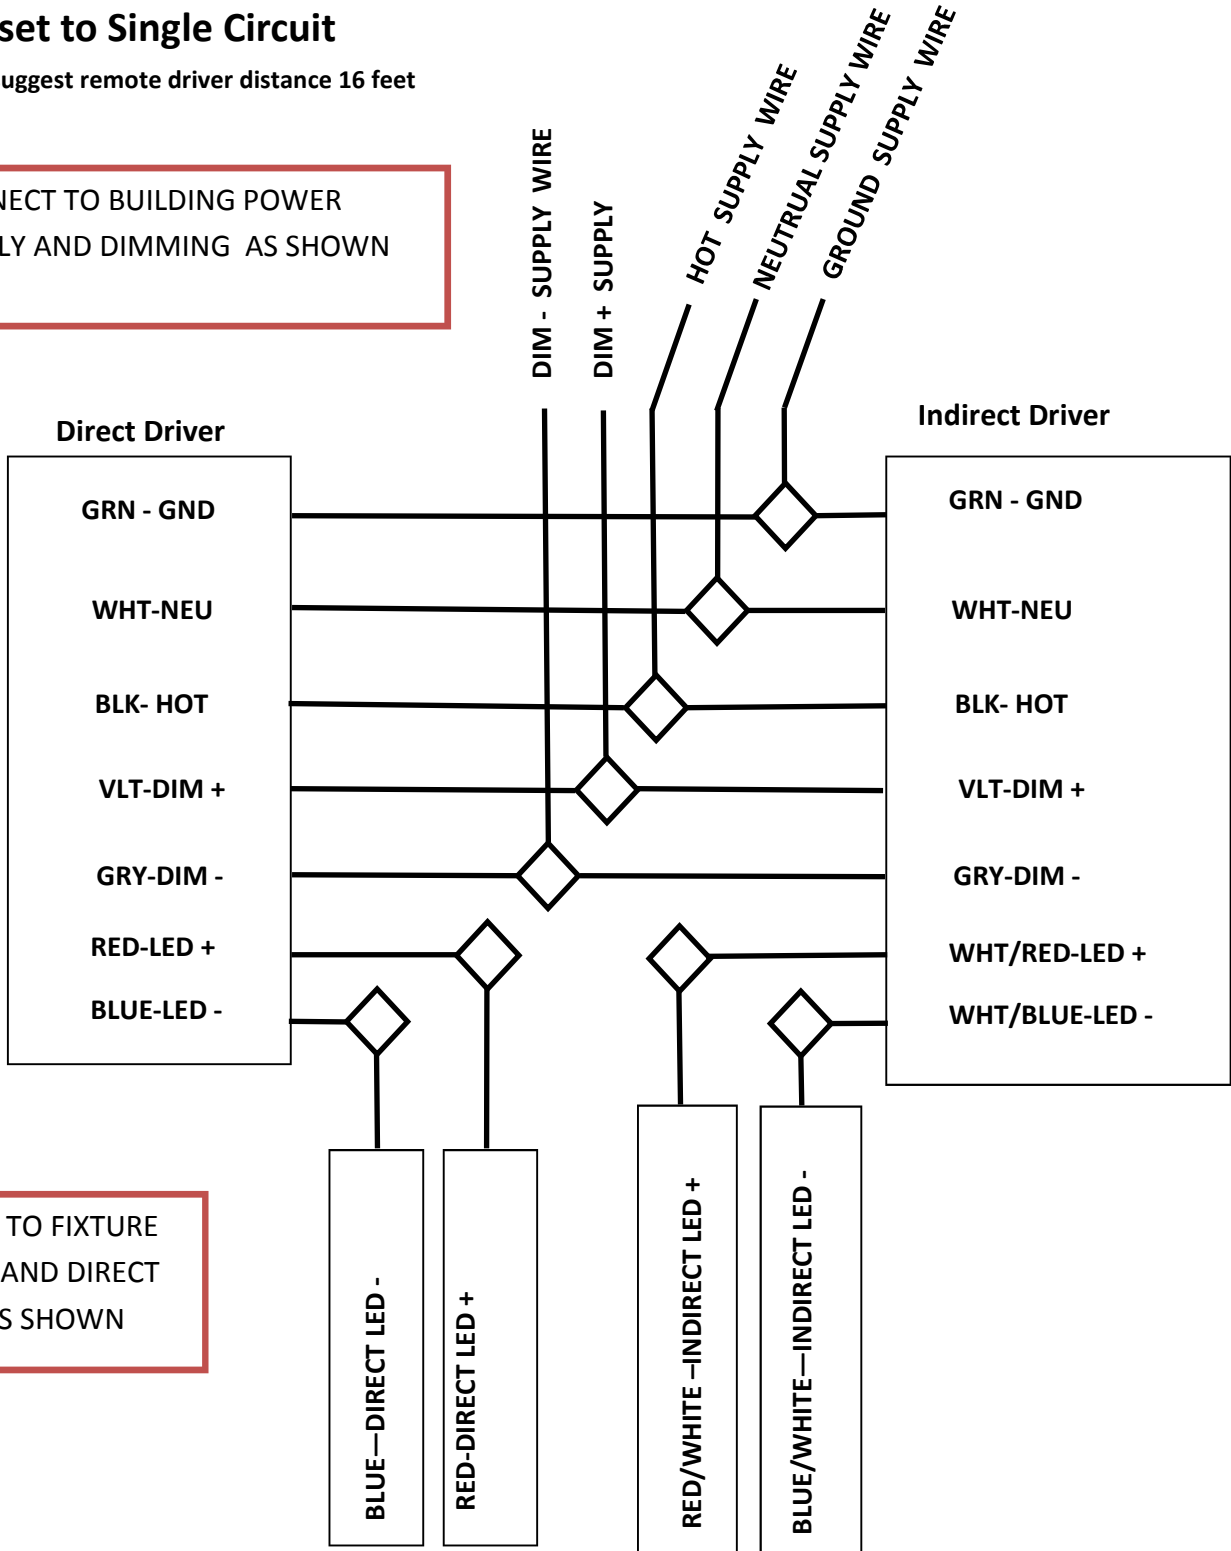 set to Single Circuit
uggest remote driver distance 16 feet
NECT TO BUILDING POWER
LY AND DIMMING AS SHOWN
DIM - SUPPLY WIRE
DIM + SUPPLY
HOT SUPPLY WIRE
NEUTRUAL SUPPLY WIRE
GROUND SUPPLY WIRE
Direct Driver
GRN - GND
WHT-NEU
BLK- HOT
VLT-DIM +
GRY-DIM -
RED-LED +
BLUE-LED -
Indirect Driver
GRN - GND
WHT-NEU
BLK- HOT
VLT-DIM +
GRY-DIM -
WHT/RED-LED +
WHT/BLUE-LED -
TO FIXTURE
AND DIRECT
S SHOWN
BLUE—DIRECT LED -
RED-DIRECT LED +
RED/WHITE –INDIRECT LED +
BLUE/WHITE—INDIRECT LED -